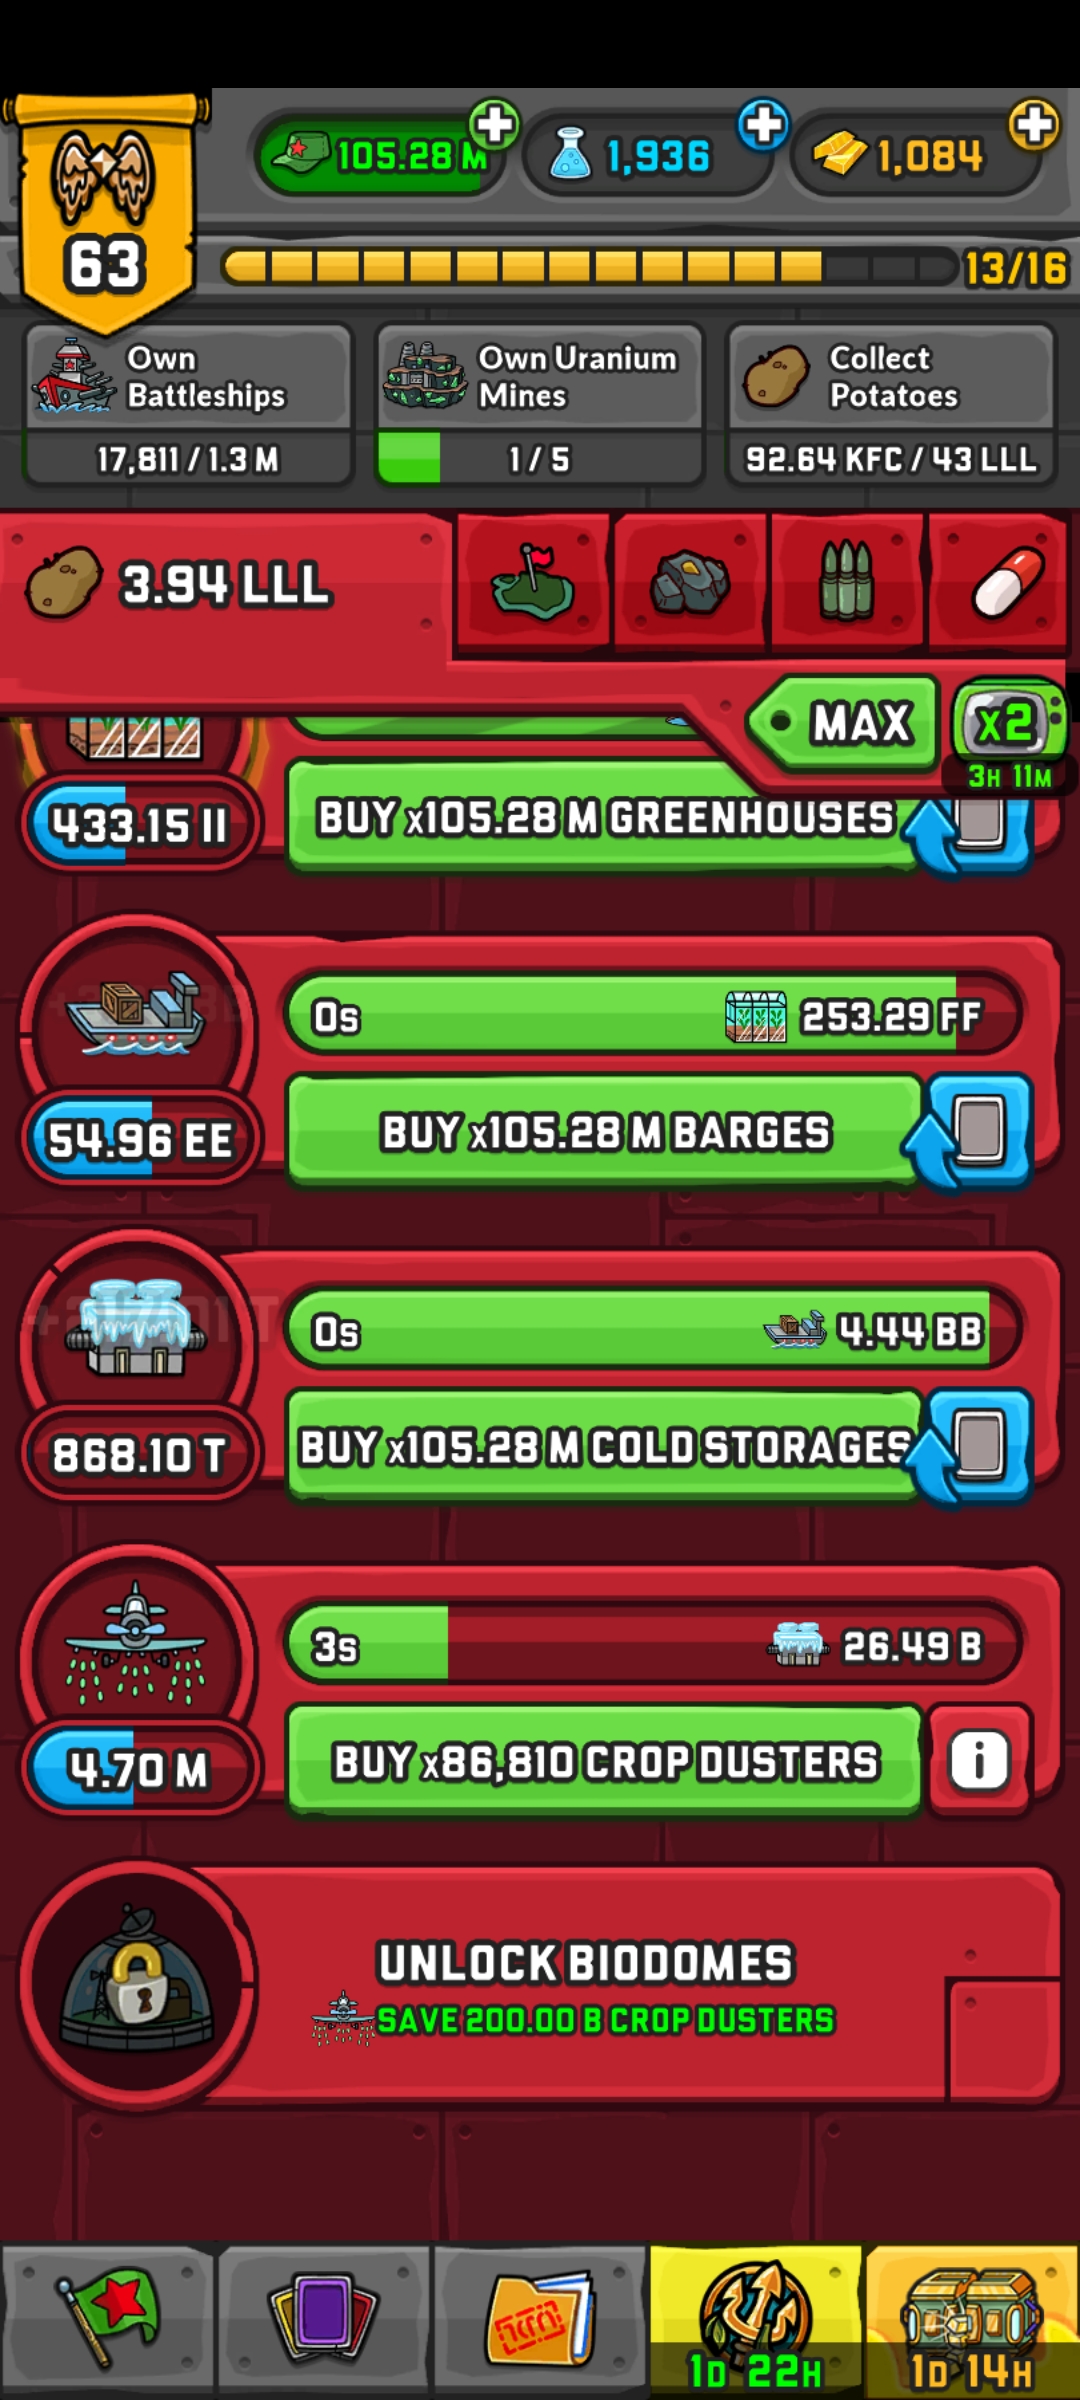 105.28 M
1,936
1,084
63
13/16
Own
Battleships
17,811 / 1.3 M
Own Uranium
Mines
1 / 5
Collect
Potatoes
92.64 KFC / 43 LLL
3.94 LLL
MAX
x2
3H 11M
433.15 II
BUY x105.28 M GREENHOUSES
0s
253.29 FF
54.96 EE
BUY x105.28 M BARGES
0s
4.44 BB
868.10 T
BUY x105.28 M COLD STORAGES
3s
26.49 B
4.70 M
BUY x86,810 CROP DUSTERS
i
UNLOCK BIODOMES
SAVE 200.00 B CROP DUSTERS
1D 22H
1D 14H